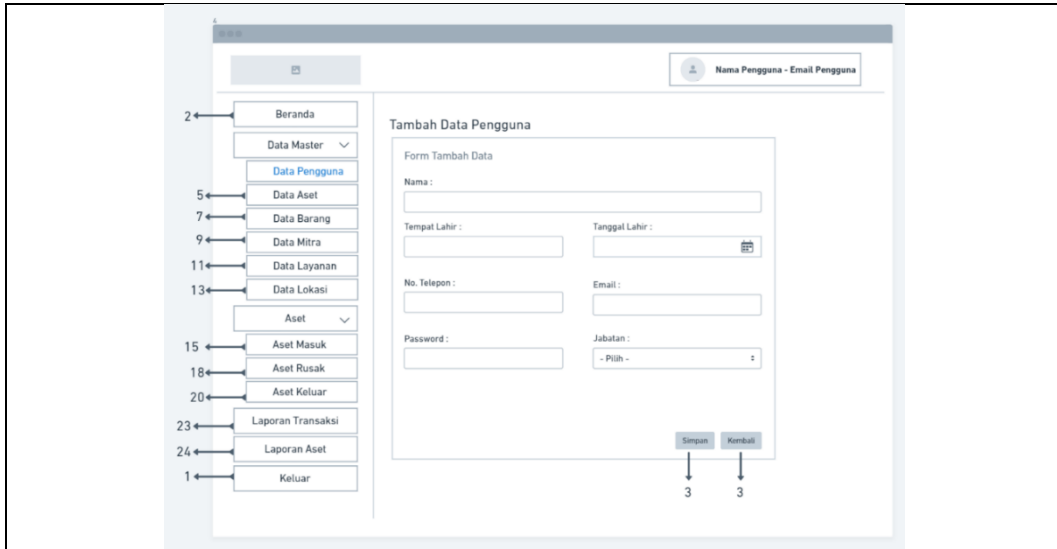 4
Nama Pengguna - Email Pengguna
2
Beranda
Data Master
Data Pengguna
5
Data Aset
7
Data Barang
9
Data Mitra
11
Data Layanan
13
Data Lokasi
Aset
15
Aset Masuk
18
Aset Rusak
20
Aset Keluar
23
Laporan Transaksi
24
Laporan Aset
1
Keluar
Tambah Data Pengguna
Form Tambah Data
Nama :
Tempat Lahir :
Tanggal Lahir :
No. Telepon :
Email :
Password :
Jabatan :
- Pilih -
Simpan
Kembali
3
3